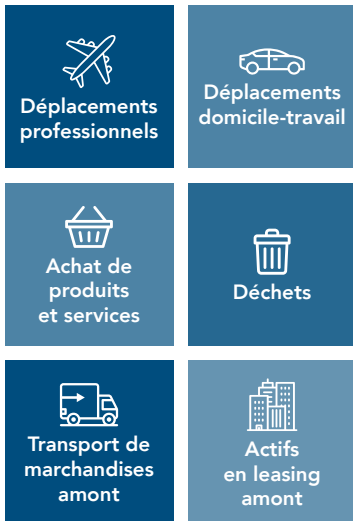 Déplacements
professionnels
Déplacements
domicile-travail
Achat de
produits
et services
Déchets
Transport de
marchandises
amont
Actifs
en leasing
amont